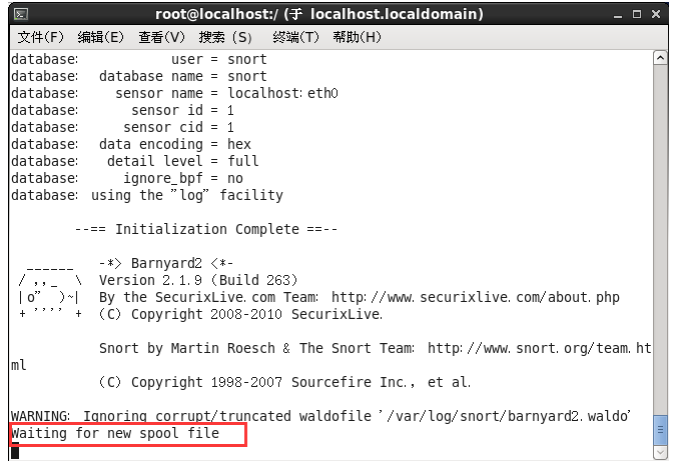 root@localhost:/ (于 localhost.localdomain)
文件(F) 编辑(E) 查看(V) 搜索 (S) 终端(T) 帮助(H)
database:            user = snort
database:   database name = snort
database:     sensor name = localhost:eth0
database:       sensor id = 1
database:      sensor cid = 1
database:   data encoding = hex
database:    detail level = full
database:      ignore_bpf = no
database: using the "log" facility
        --== Initialization Complete ==--
  ______   -*> Barnyard2 <*-
 / ,,_  \  Version 2.1.9 (Build 263)
 |o"  )~|  By the SecurixLive.com Team: http://www.securixlive.com/about.php
 + '''' +  (C) Copyright 2008-2010 SecurixLive.
           Snort by Martin Roesch & The Snort Team: http://www.snort.org/team.ht
ml
           (C) Copyright 1998-2007 Sourcefire Inc., et al.
WARNING: Ignoring corrupt/truncated waldofile '/var/log/snort/barnyard2.waldo'
Waiting for new spool file